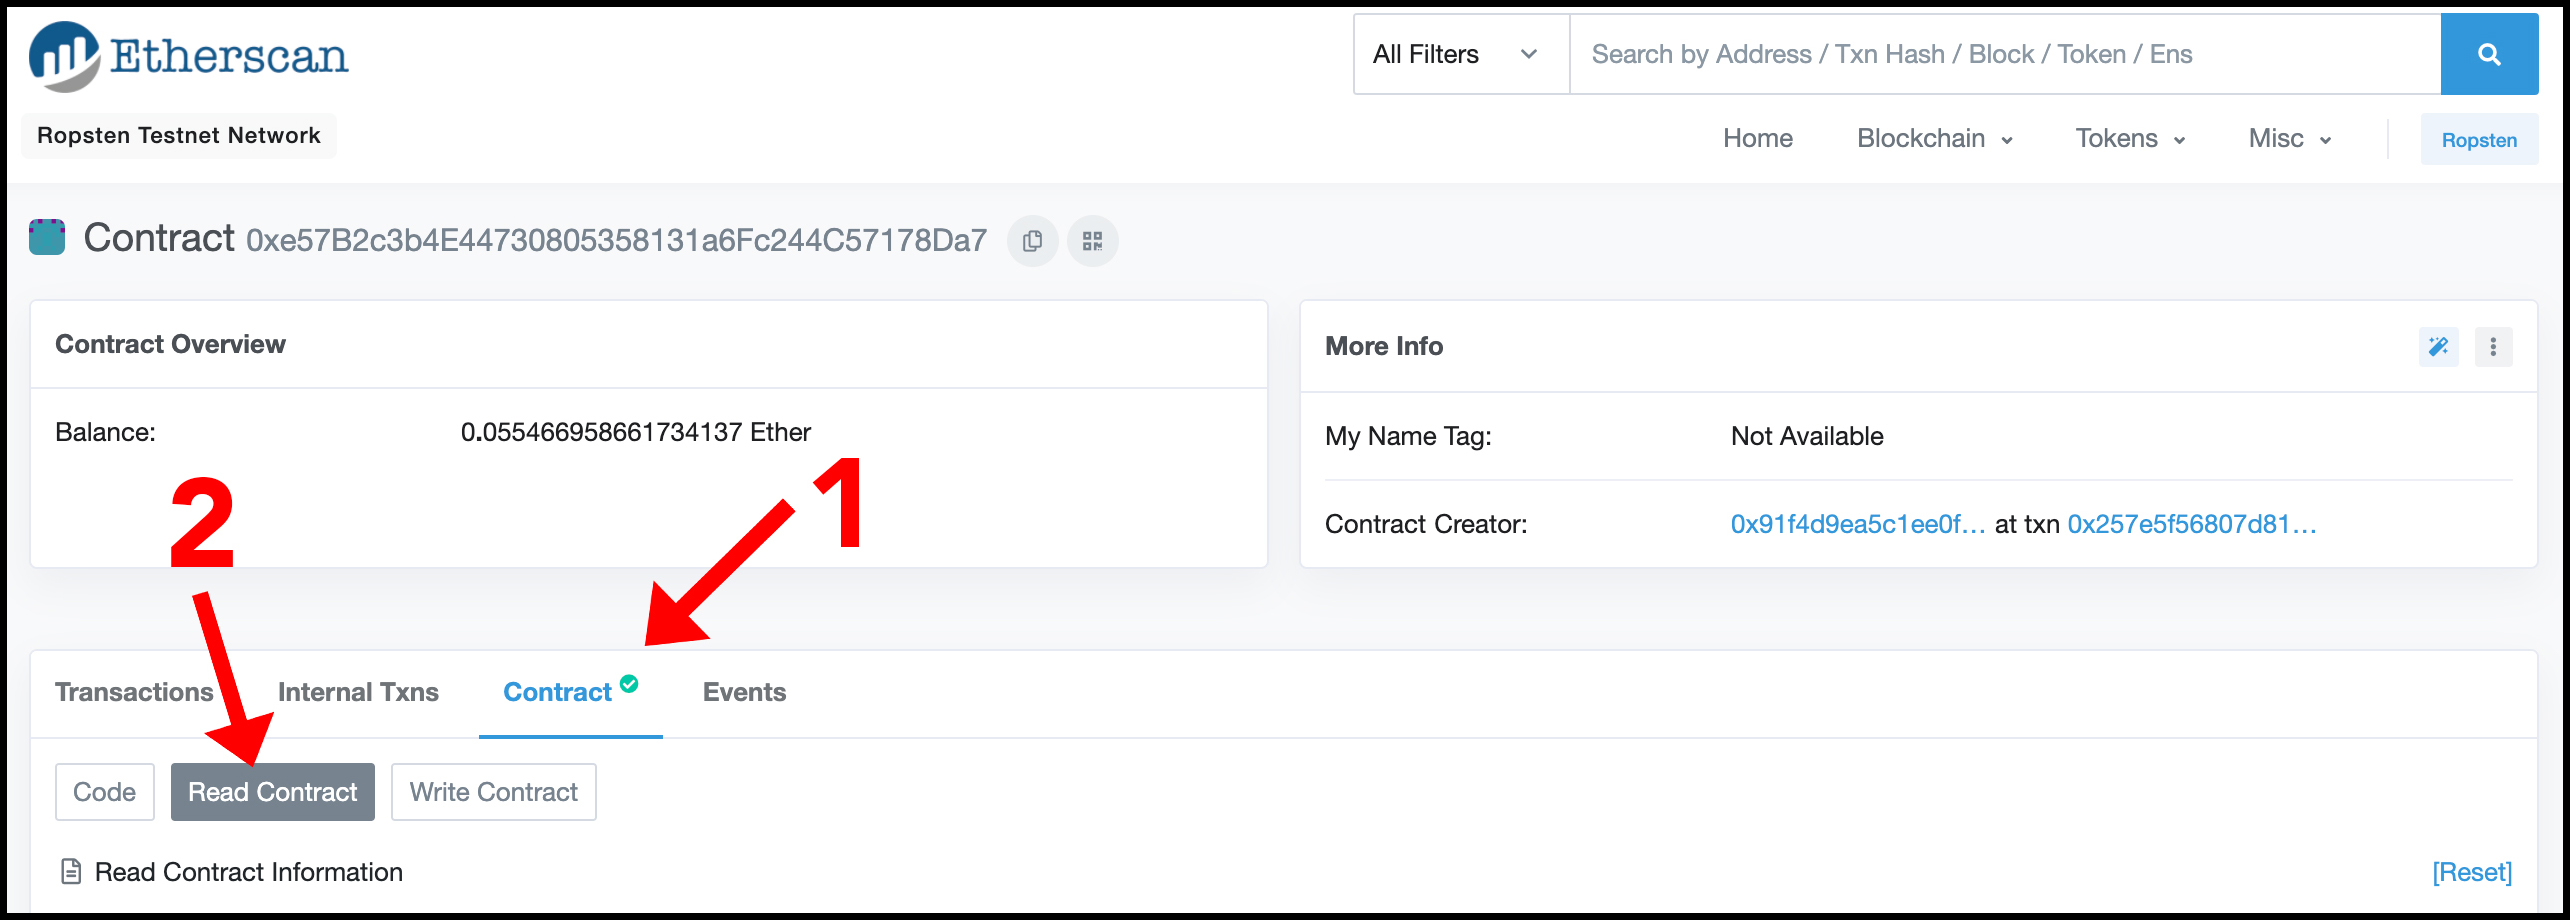 Etherscan
All Filters
Search by Address / Txn Hash / Block / Token / Ens
Ropsten Testnet Network
Home Blockchain Tokens Misc Ropsten
Contract 0xe57B2c3b4E44730805358131a6Fc244C57178Da7
Contract Overview
Balance: 0.055466958661734137 Ether
More Info
My Name Tag: Not Available
Contract Creator: 0x91f4d9ea5c1ee0f... at txn 0x257e5f56807d81...
1
2
Transactions Internal Txns Contract Events
Code Read Contract Write Contract
Read Contract Information
[Reset]